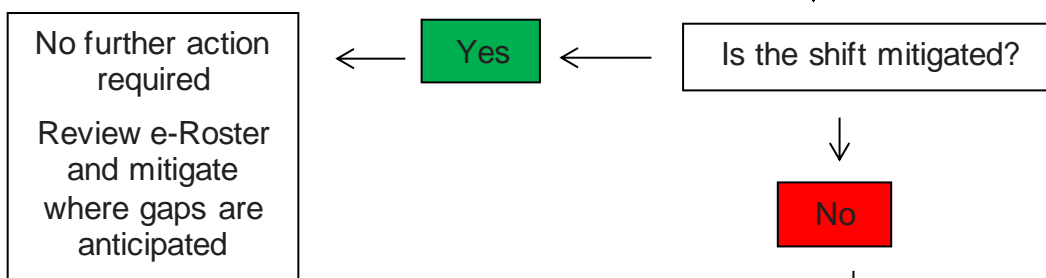 No further action
required
Review e-Roster
and mitigate
where gaps are
anticipated
Yes
Is the shift mitigated?
No